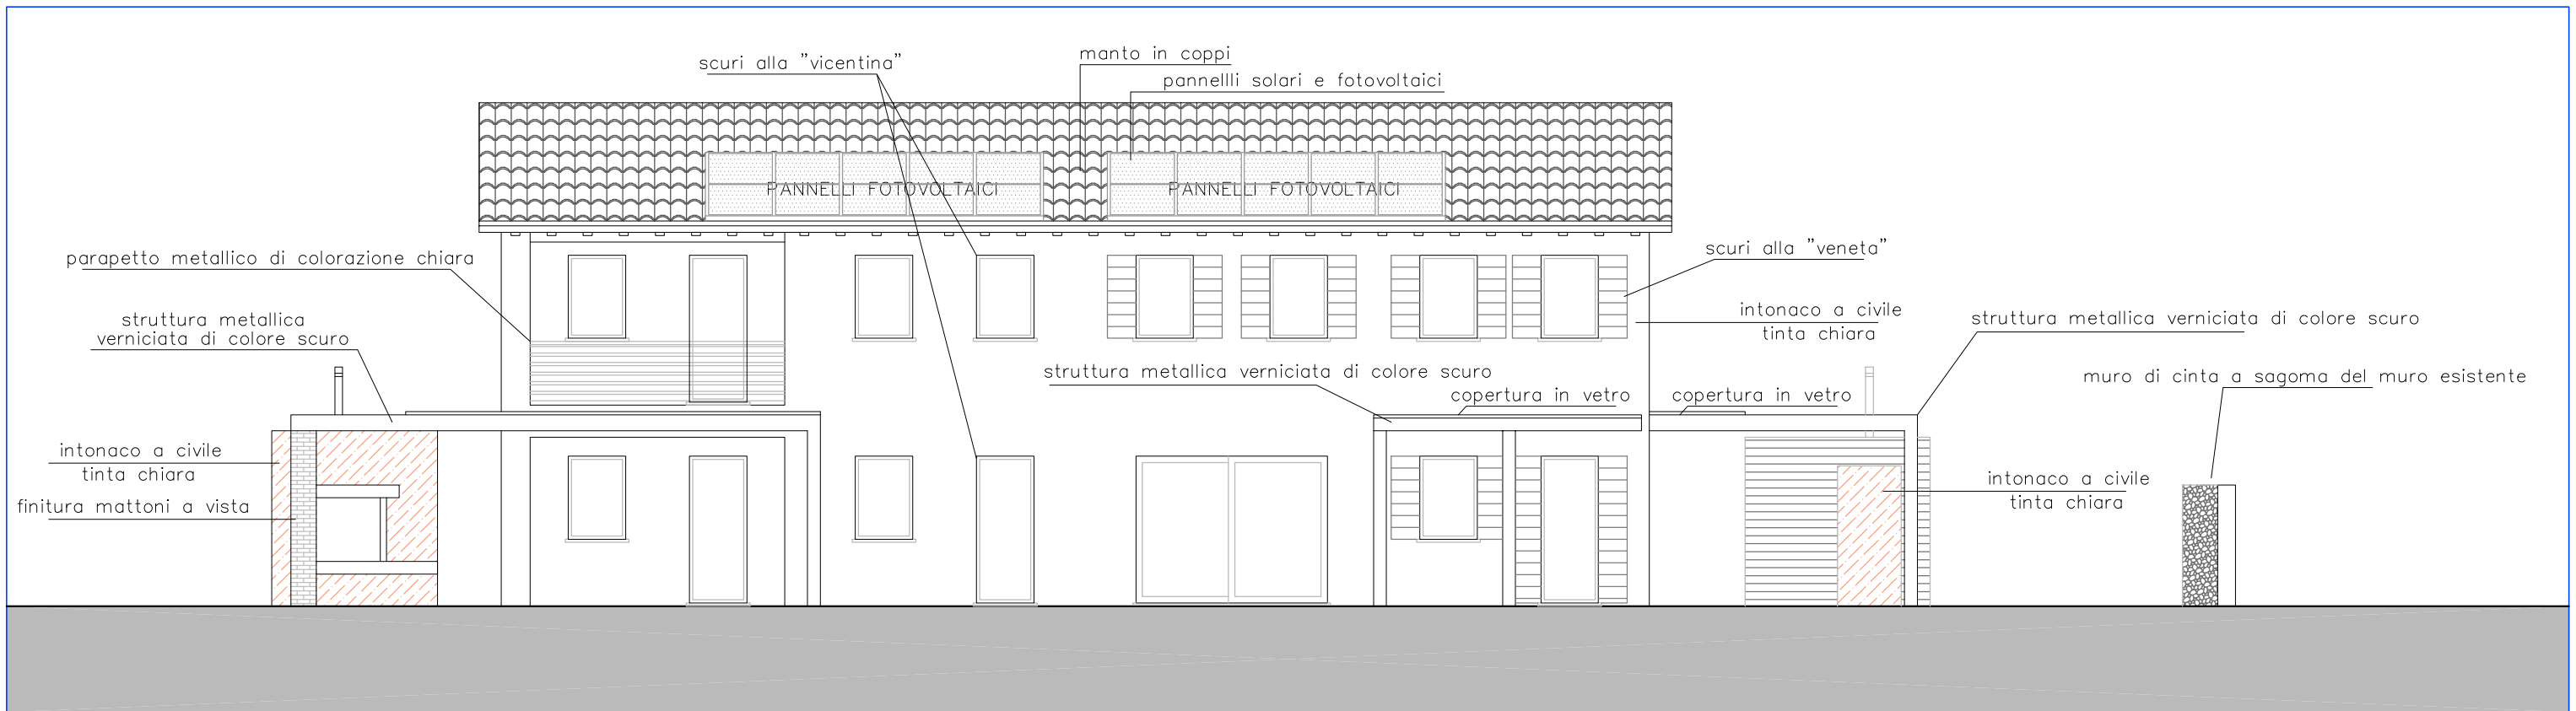 manto in coppi
scuri alla "vicentina"
pannellli solari e fotovoltaici
PANNELLI FOTOVOLTAICI
PANNELLI FOTOVOLTAICI
scuri alla "veneta"
parapetto metallico di colorazione chiara
intonaco a civile
tinta chiara
struttura metallica
verniciata di colore scuro
struttura metallica verniciata di colore scuro
struttura metallica verniciata di colore scuro
muro di cinta a sagoma del muro esistente
copertura in vetro
copertura in vetro
intonaco a civile
tinta chiara
finitura mattoni a vista
intonaco a civile
tinta chiara